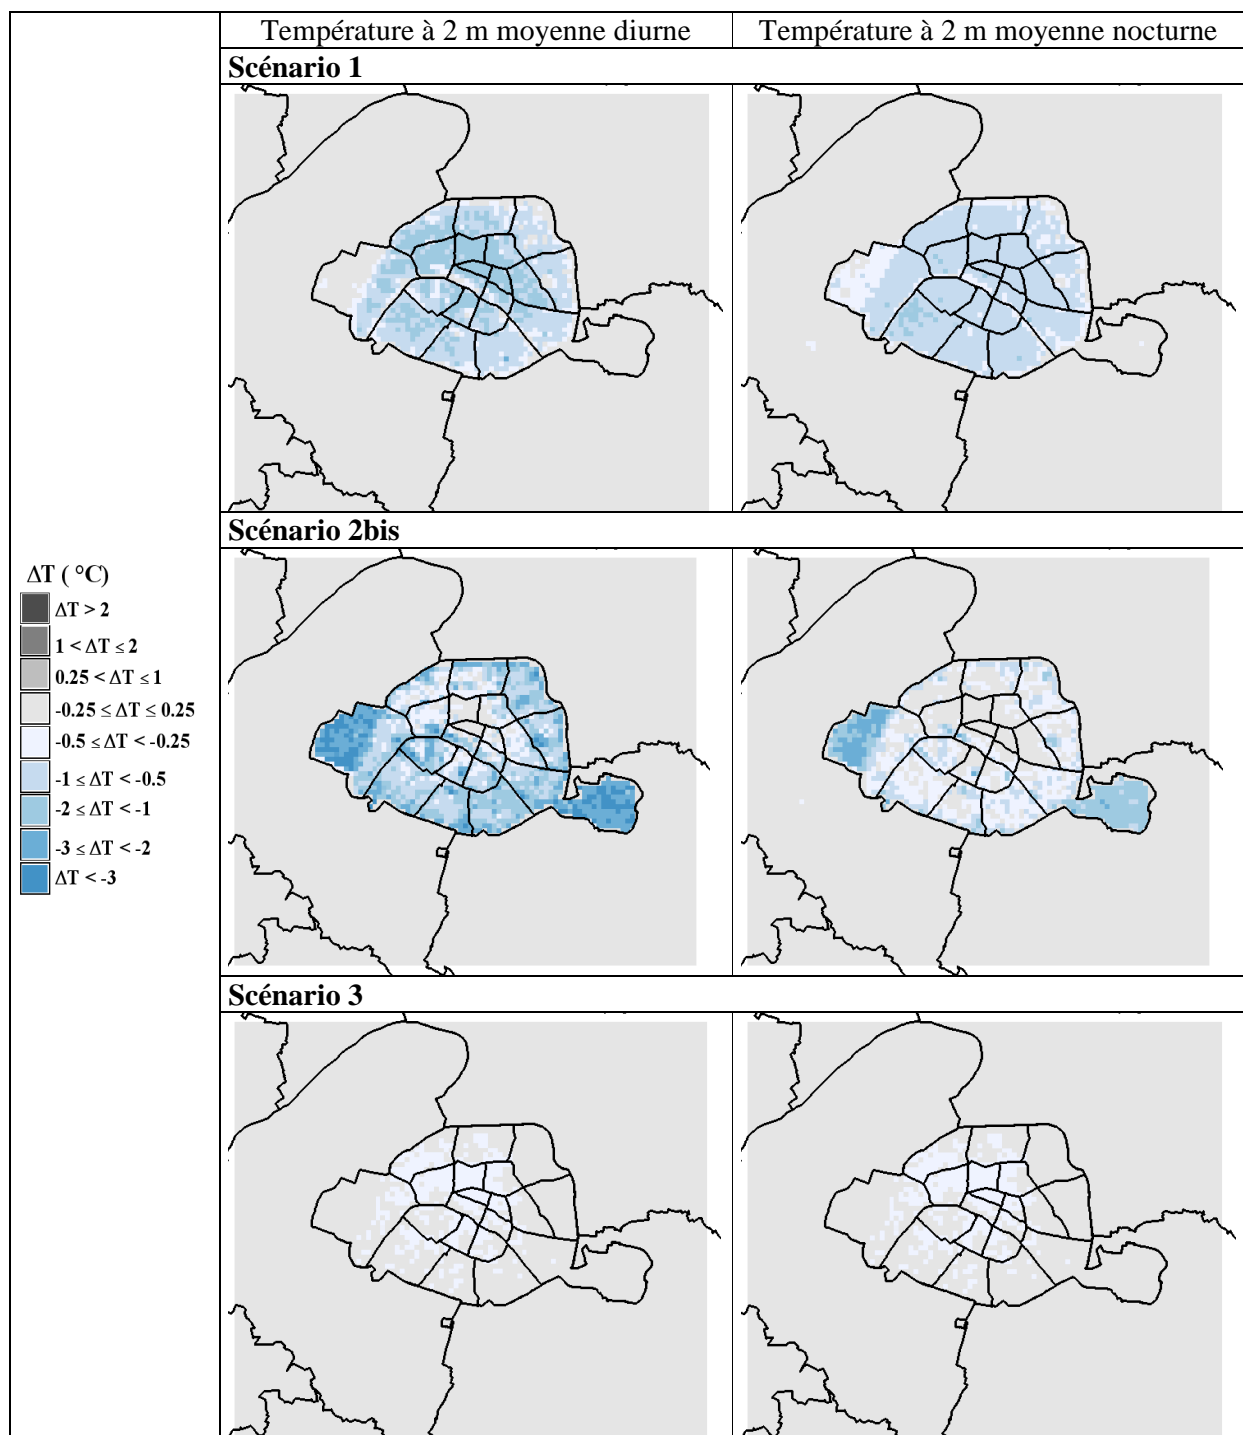 Température à 2 m moyenne diurne
Température à 2 m moyenne nocturne
Scénario 1
Scénario 2bis
ΔT ( °C)
ΔT > 2
1 < ΔT ≤ 2
0.25 < ΔT ≤ 1
-0.25 ≤ ΔT ≤ 0.25
-0.5 ≤ ΔT < -0.25
-1 ≤ ΔT < -0.5
-2 ≤ ΔT < -1
-3 ≤ ΔT < -2
ΔT < -3
Scénario 3